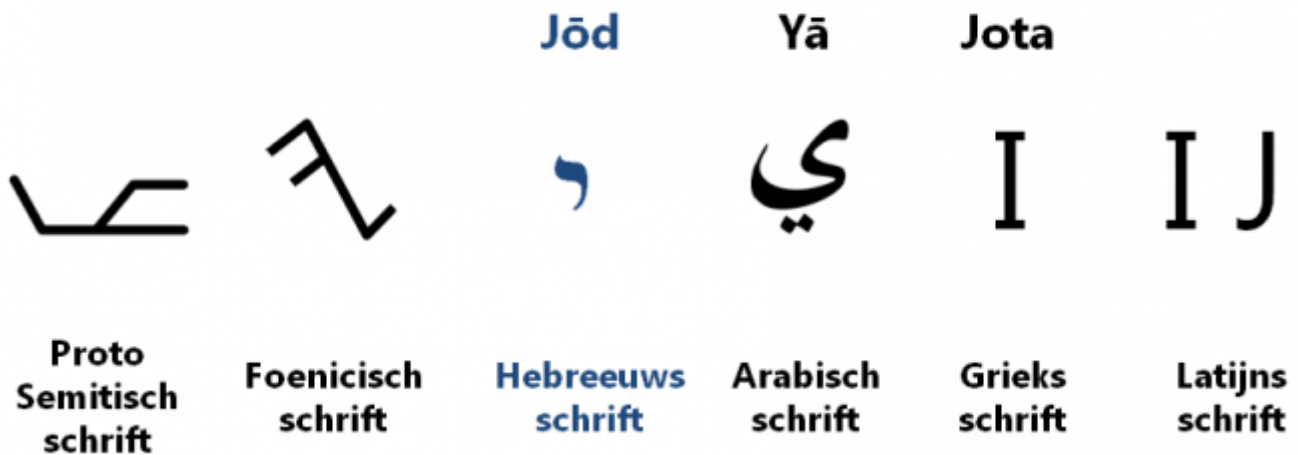 Jōd Yā Jota
י ي I I J
Proto Semitisch schrift
Foenicisch schrift
Hebreeuws schrift
Arabisch schrift
Grieks schrift
Latijns schrift